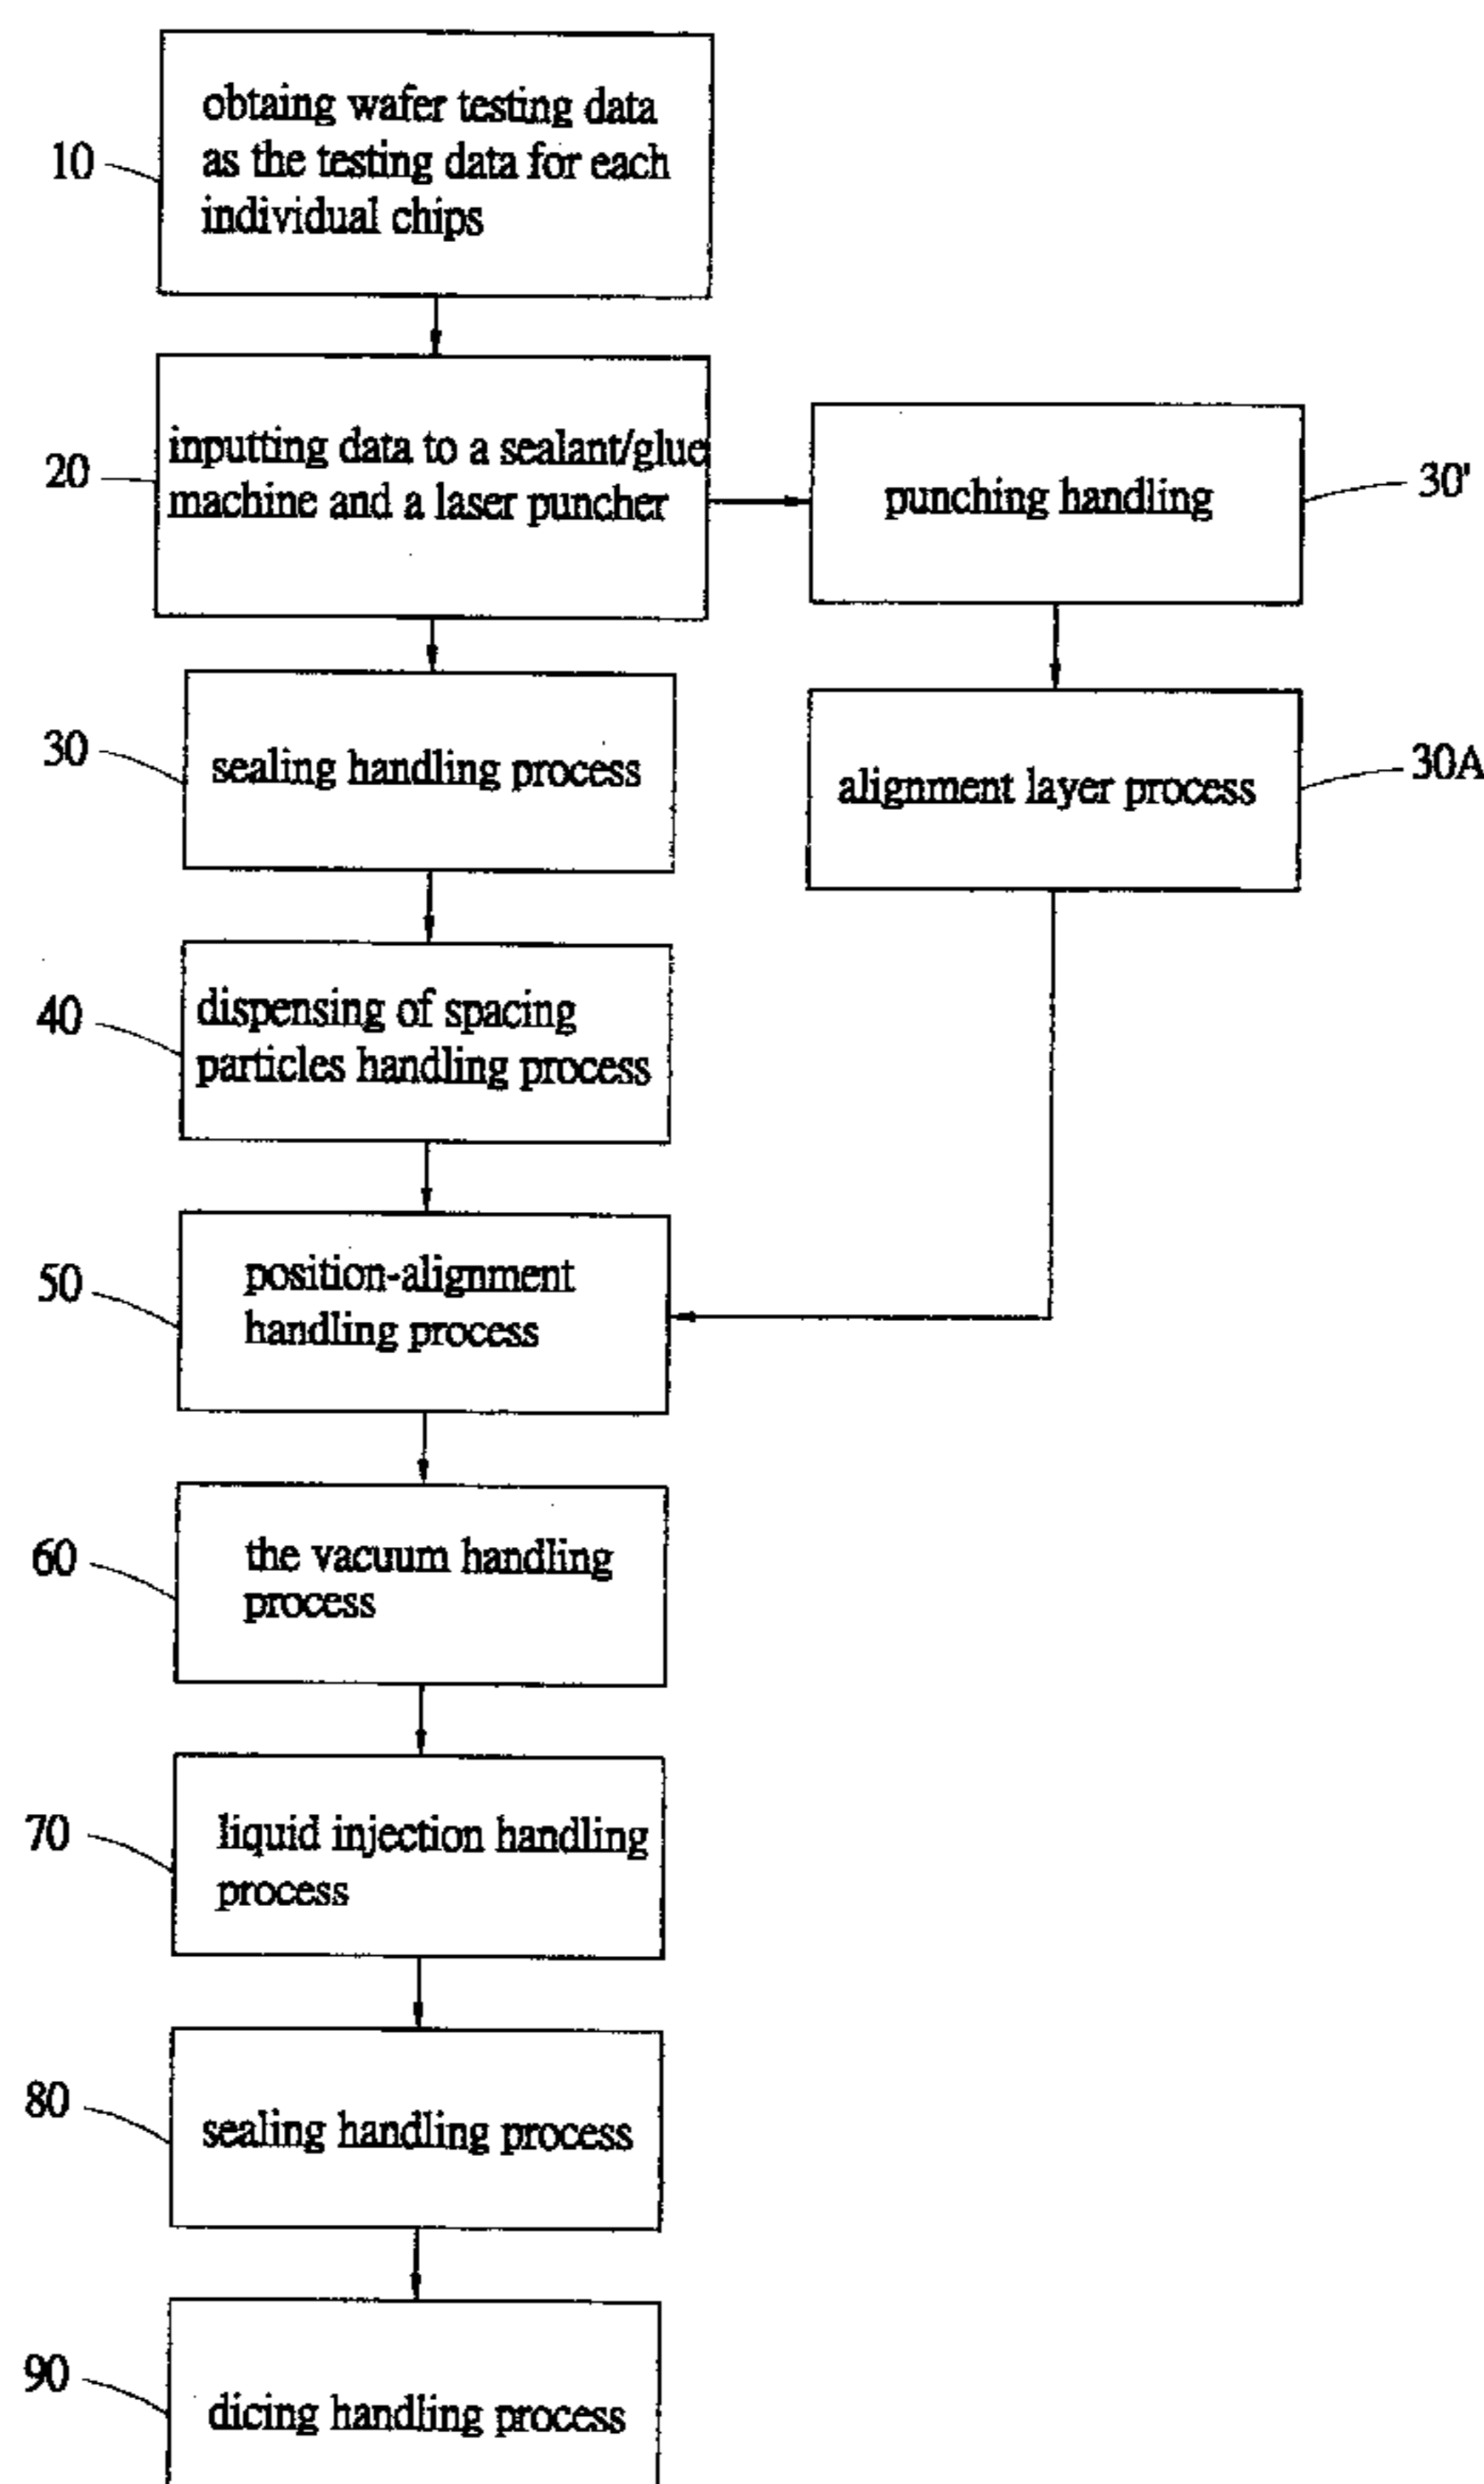 10
obtaing wafer testing data
as the testing data for each
individual chips
20
inputting data to a sealant/glue
machine and a laser puncher
punching handling
30'
30
sealing handling process
alignment layer process
30A
40
dispensing of spacing
particles handling process
50
position-alignment
handling process
60
the vacuum handling
process
70
liquid injection handling
process
80
sealing handling process
90
dicing handling process